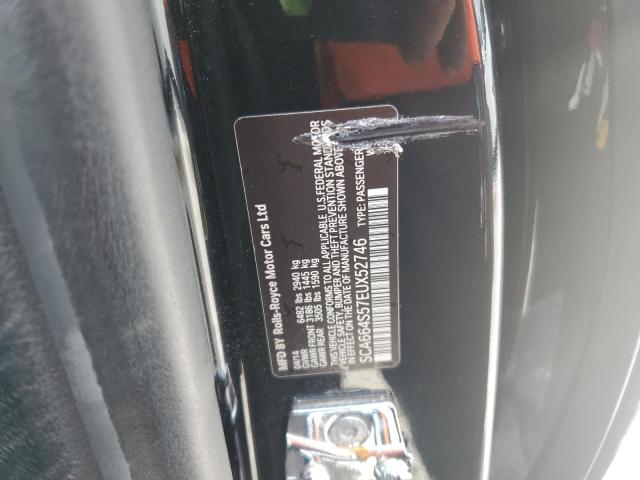 MFD BY Rolls-Royce Motor Cars Ltd
04/14
GVWR 6482 lbs 2940 kg
GAWR FRONT 3186 lbs 1445 kg
GAWR REAR 3505 lbs 1590 kg
THIS VEHICLE CONFORMS TO ALL APPLICABLE U.S. FEDERAL MOTOR
VEHICLE SAFETY, BUMPER AND THEFT PREVENTION STANDARDS
IN EFFECT ON THE DATE OF MANUFACTURE SHOWN ABOVE
SCA664S57EUX52746 TYPE: PASSENGER